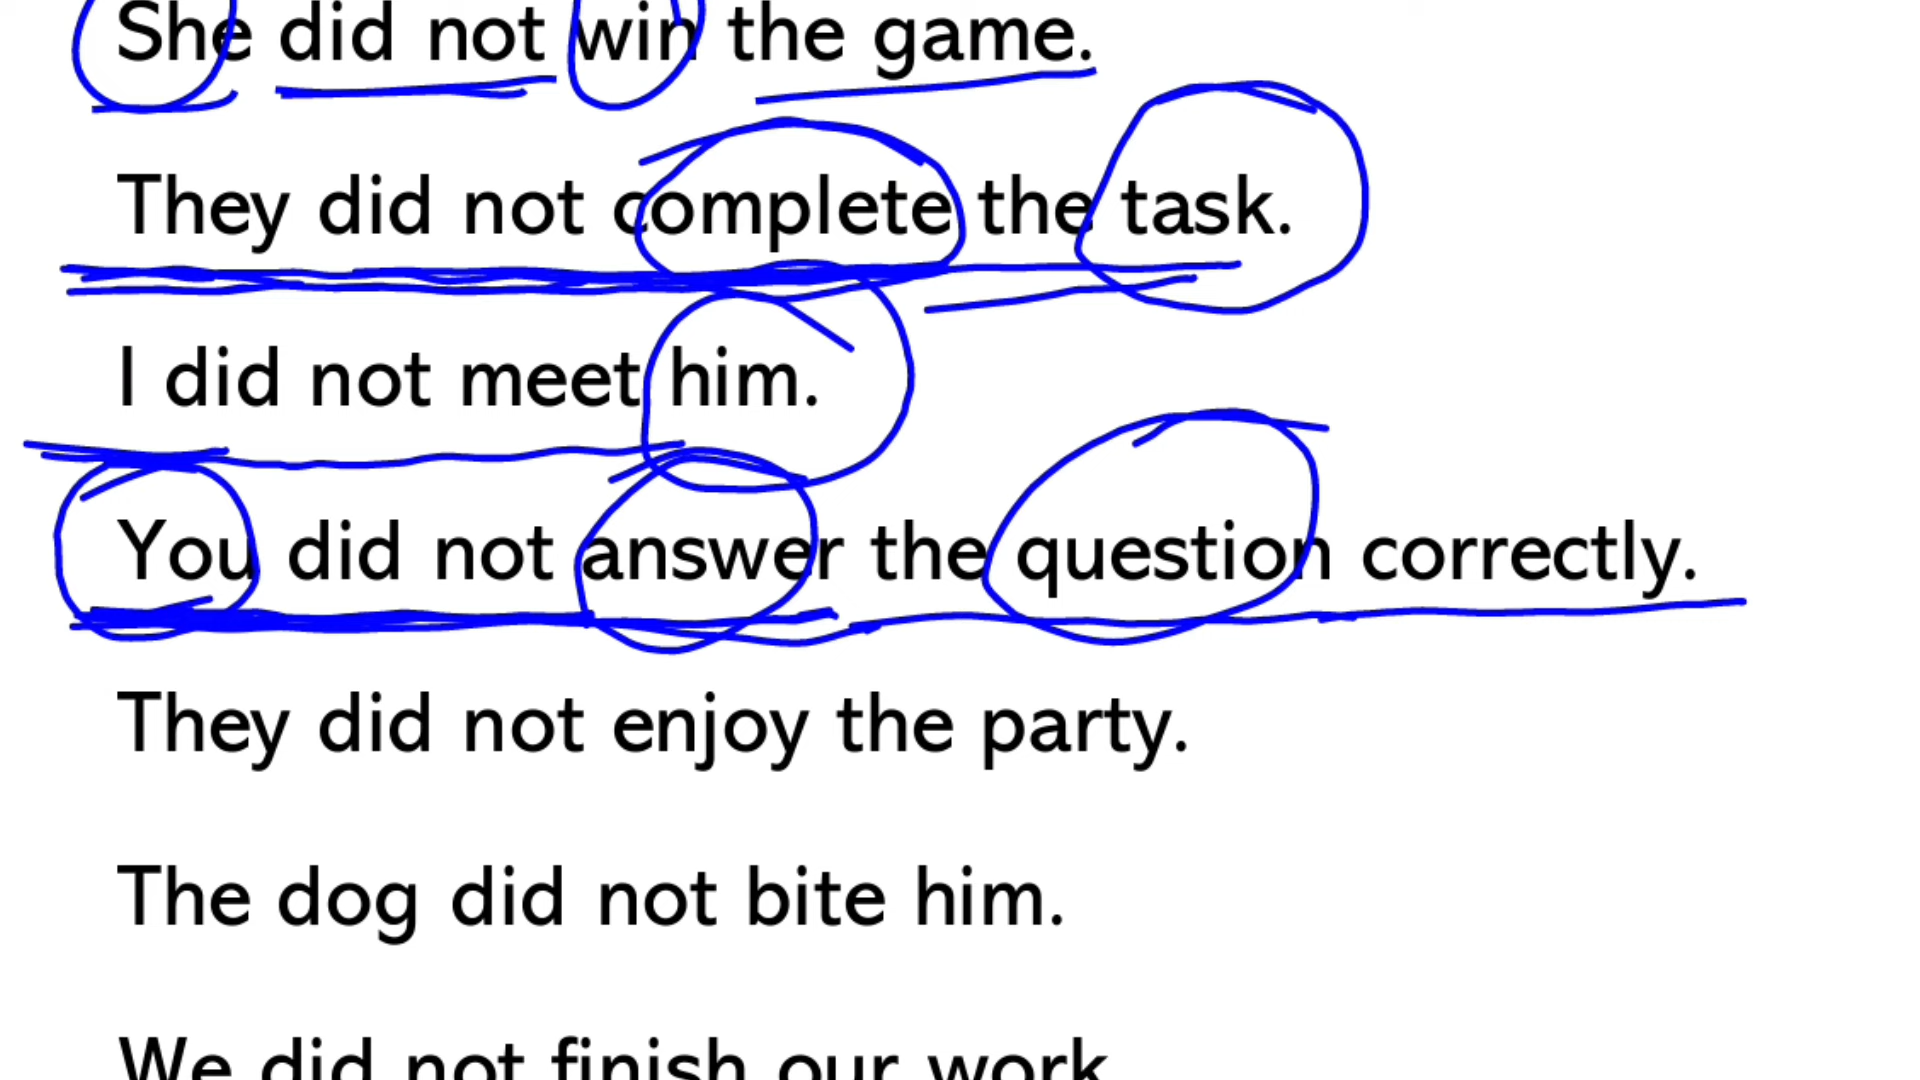 She did not win the game.
They did not complete the task.
I did not meet him.
You did not answer the question correctly.
They did not enjoy the party.
The dog did not bite him.
We did not finish our work